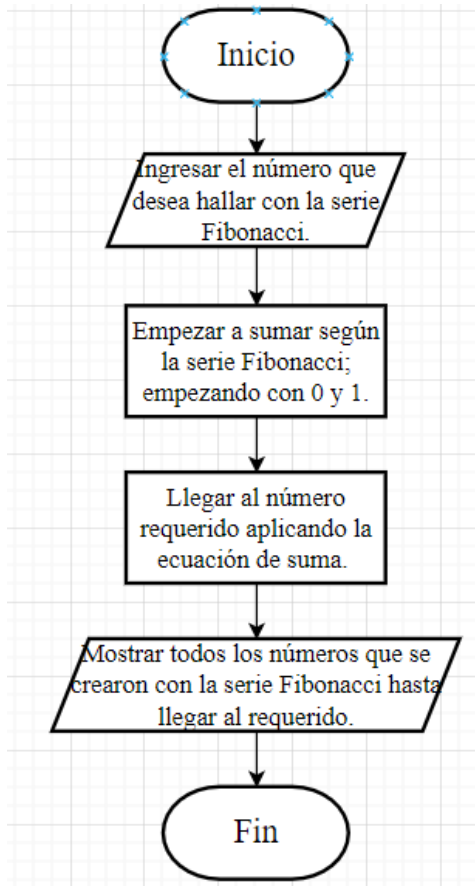 Inicio
Ingresar el número que
desea hallar con la serie
Fibonacci.
Empezar a sumar según
la serie Fibonacci;
empezando con 0 y 1.
Llegar al número
requerido aplicando la
ecuación de suma.
Mostrar todos los números que se
crearon con la serie Fibonacci hasta
llegar al requerido.
Fin